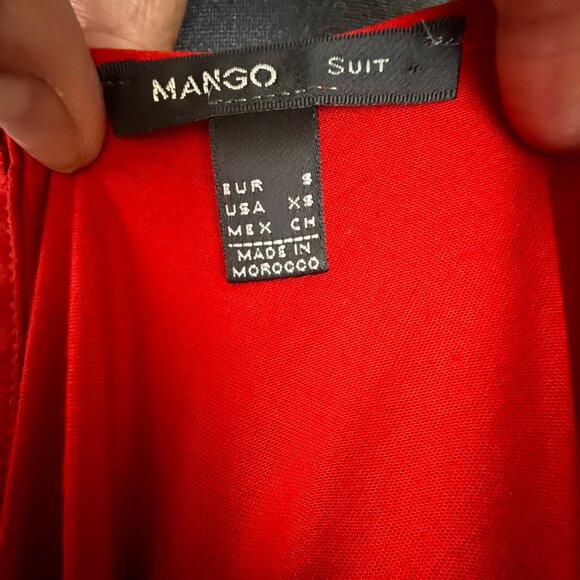 MANGO SUIT
EUR S
USA XS
MEX CH
MADE IN
MOROCCO